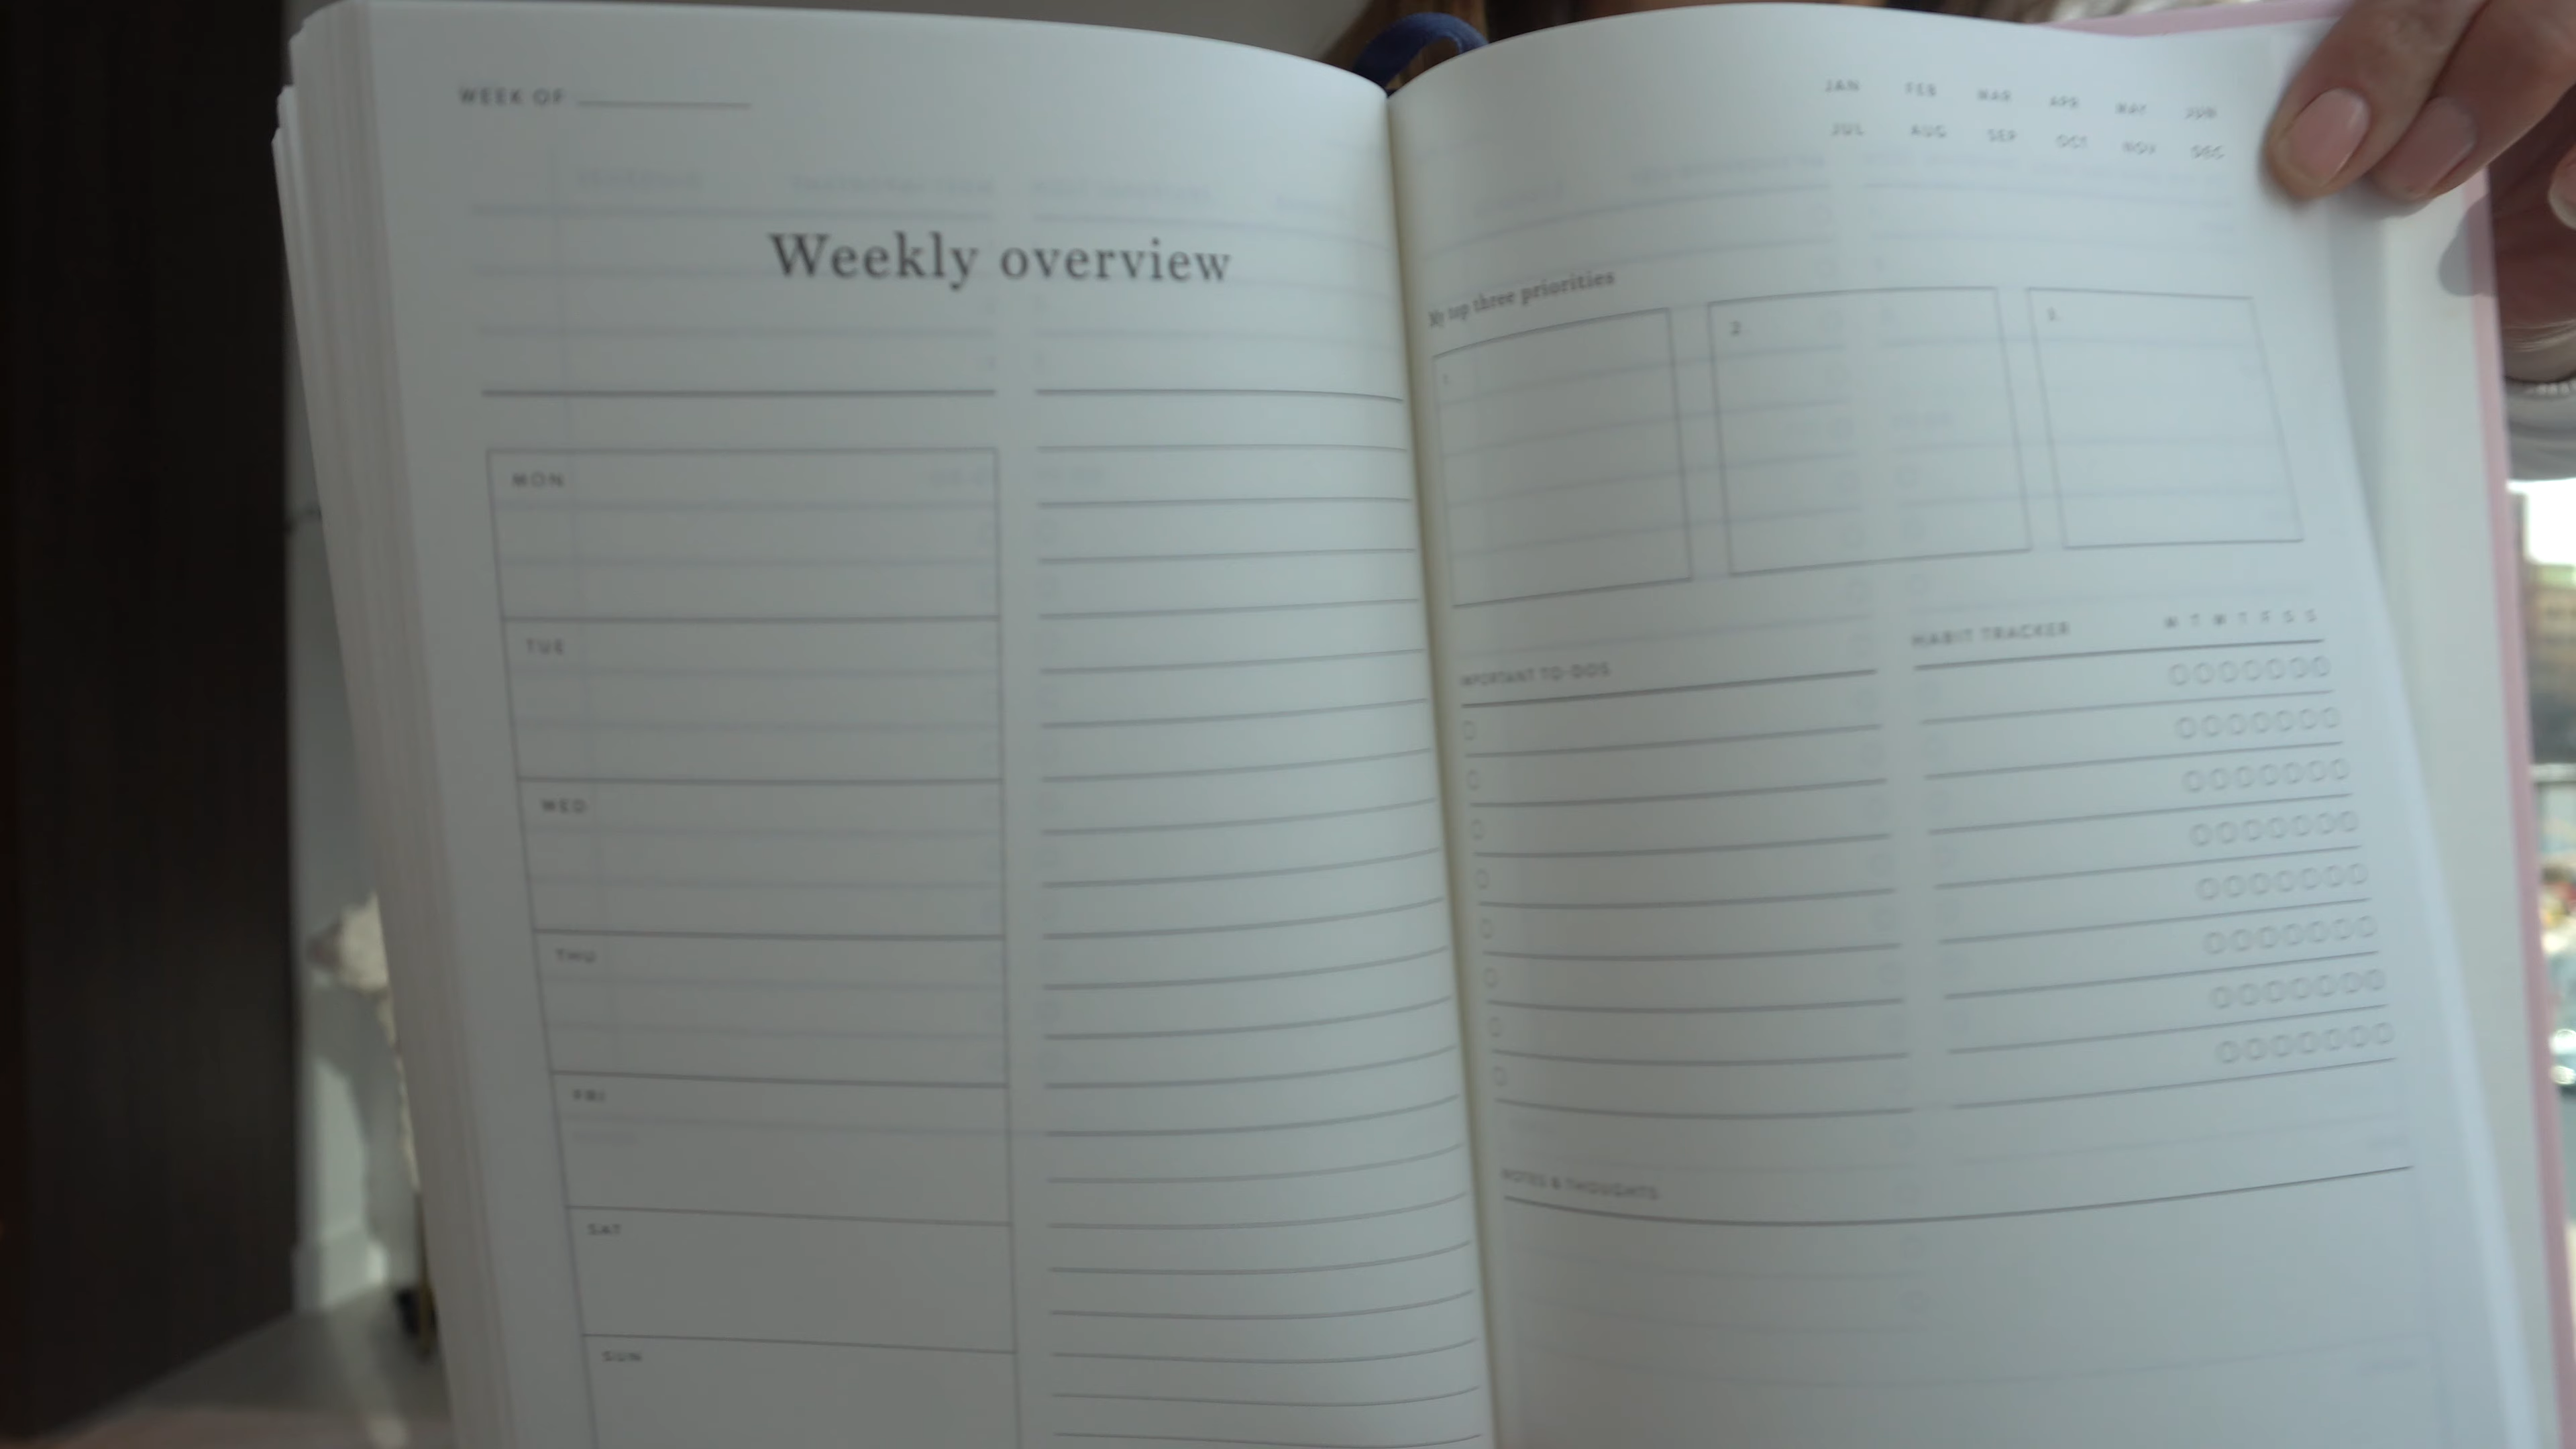 WEEK OF
Weekly overview
MON
TUE
WED
THU
FRI
SAT
SUN
JAN FEB MAR APR MAY JUN
JUL AUG SEP OCT NOV DEC
My top three priorities
1. 2. 3.
IMPORTANT TO-DOS
HABIT TRACKER M T W T F S S
NOTES & THOUGHTS